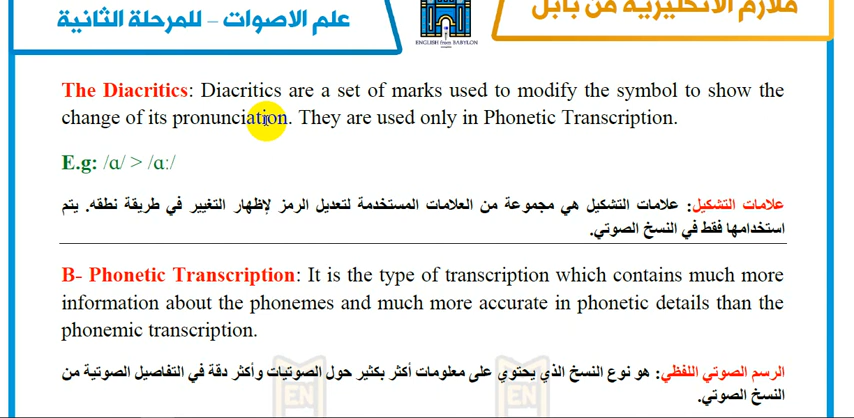 علم الاصوات – للمرحلة الثانية
ملازم الانكليزية من بابل
ENGLISH from BABYLON
The Diacritics: Diacritics are a set of marks used to modify the symbol to show the
change of its pronunciation. They are used only in Phonetic Transcription.
E.g: /ɑ/ > /ɑː/
علامات التشكيل: علامات التشكيل هي مجموعة من العلامات المستخدمة لتعديل الرمز لإظهار التغيير في طريقة نطقه. يتم
استخدامها فقط في النسخ الصوتي.
B- Phonetic Transcription: It is the type of transcription which contains much more
information about the phonemes and much more accurate in phonetic details than the
phonemic transcription.
الرسم الصوتي اللفظي: هو نوع النسخ الذي يحتوي على معلومات أكثر بكثير حول الصوتيات وأكثر دقة في التفاصيل الصوتية من
النسخ الصوتي.
EN EN